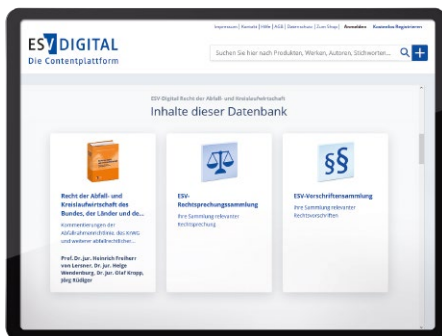 Impressum | Kontakt | Hilfe | AGB | Datenschutz | Zum Shop | Anmelden Kostenlos Registrieren
ESV DIGITAL
Die Contentplattform
Suchen Sie hier nach Produkten, Werken, Autoren, Stichworten...
ESV-Digital Recht der Abfall- und Kreislaufwirtschaft
Inhalte dieser Datenbank
§§
Recht der Abfall- und
Kreislaufwirtschaft des
Bundes, der Länder und de...
Kommentierungen der
Abfallrahmenrichtlinie, des KrWG
und weiterer abfallrechtlicher...
Prof. Dr. jur. Heinrich Freiherr
von Lersner, Dr. jur. Helge
Wendenburg, Dr. jur. Olaf Kropp,
Jörg Rüdiger
ESV-
Rechtsprechungssammlung
Ihre Sammlung relevanter
Rechtsprechung
ESV-Vorschriftensammlung
Ihre Sammlung relevanter
Rechtsvorschriften